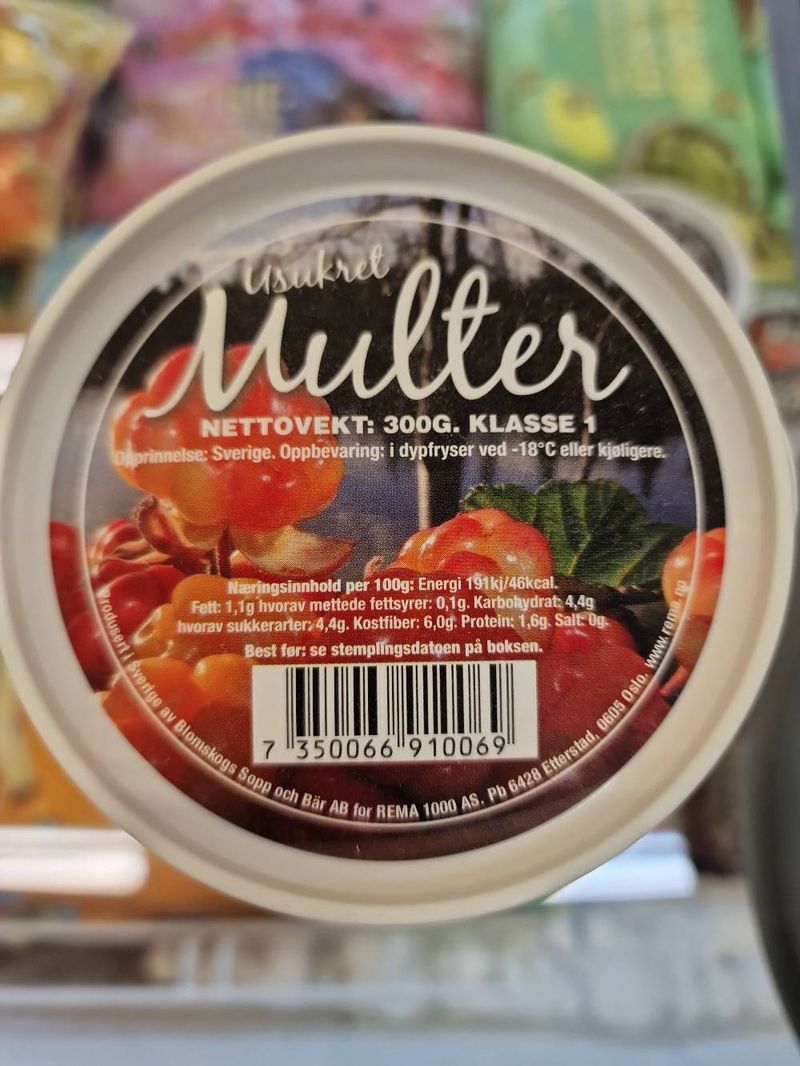 Usukret
Multer
NETTOVEKT: 300G. KLASSE 1
Opprinnelse: Sverige. Oppbevaring: i dypfryser ved -18°C eller kjøligere.
Næringsinnhold per 100g: Energi 191kj/46kcal.
Fett: 1,1g hvorav mettede fettsyrer: 0,1g. Karbohydrat: 4,4g
hvorav sukkerarter: 4,4g. Kostfiber: 6,0g. Protein: 1,6g. Salt: 0g.
Best før: se stemplingsdatoen på boksen.
7 350066 910069
Produsert i Sverige av Blomskogs Sopp och Bär AB for REMA 1000 AS. Pb 6428 Etterstad, 0605 Oslo. www.rema.no